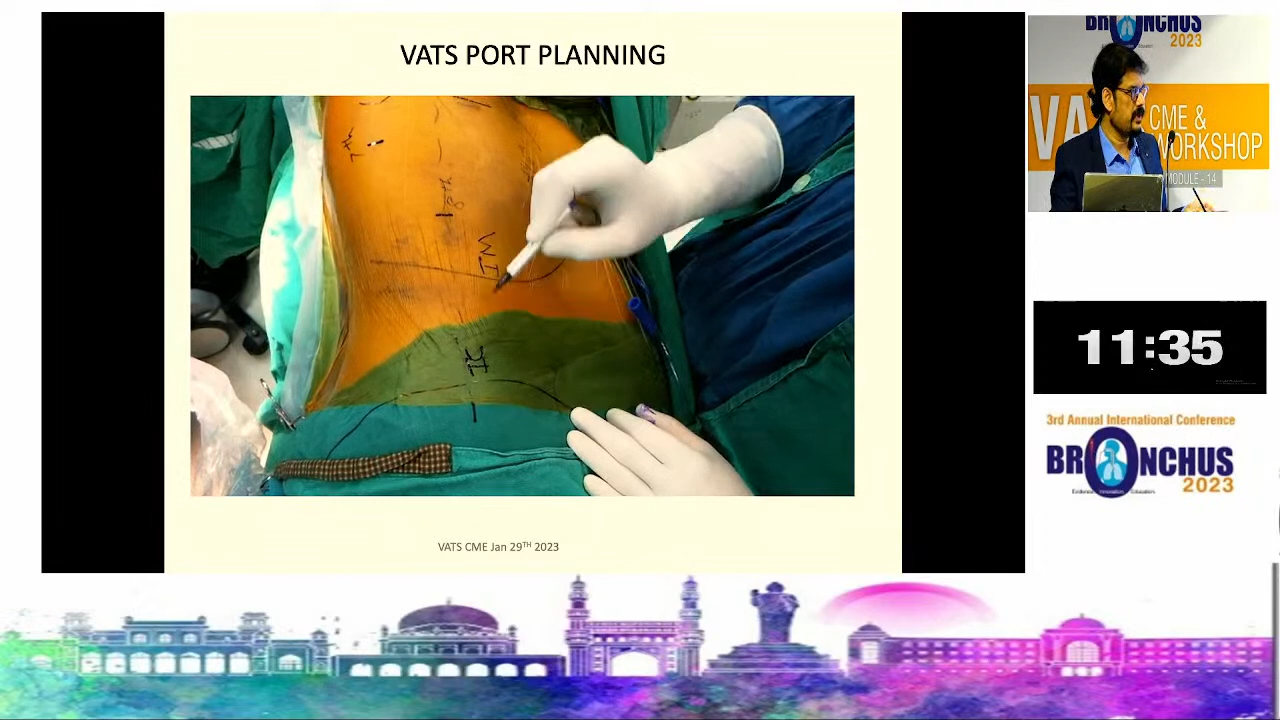 VATS PORT PLANNING
VATS CME Jan 29TH 2023
BRONCHUS
2023
VA
CME &
WORKSHOP
MODULE - 14
11:35
3rd Annual International Conference
BRONCHUS
2023